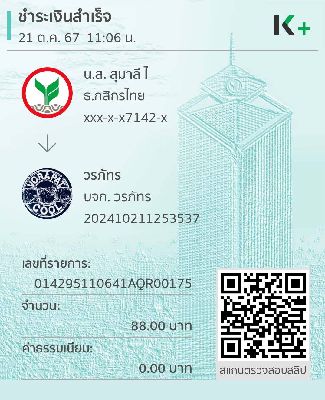 ชำระเงินสำเร็จ
21 ต.ค. 67 11:06 น.
K+
น.ส. สุมาลี ไ
ธ.กสิกรไทย
xxx-x-x7142-x
วรภัทร
บจก. วรภัทร
202410211253537
เลขที่รายการ:
014295110641AQR00175
จำนวน:
88.00 บาท
ค่าธรรมเนียม:
0.00 บาท
สแกนตรวจสอบสลิป